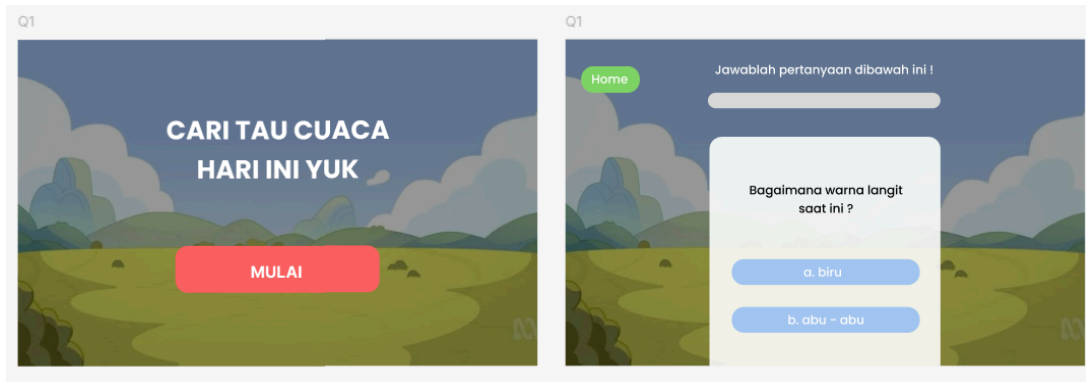 Q1
CARI TAU CUACA
HARI INI YUK
MULAI
Q1
Home
Jawablah pertanyaan dibawah ini !
Bagaimana warna langit
saat ini ?
a. biru
b. abu - abu